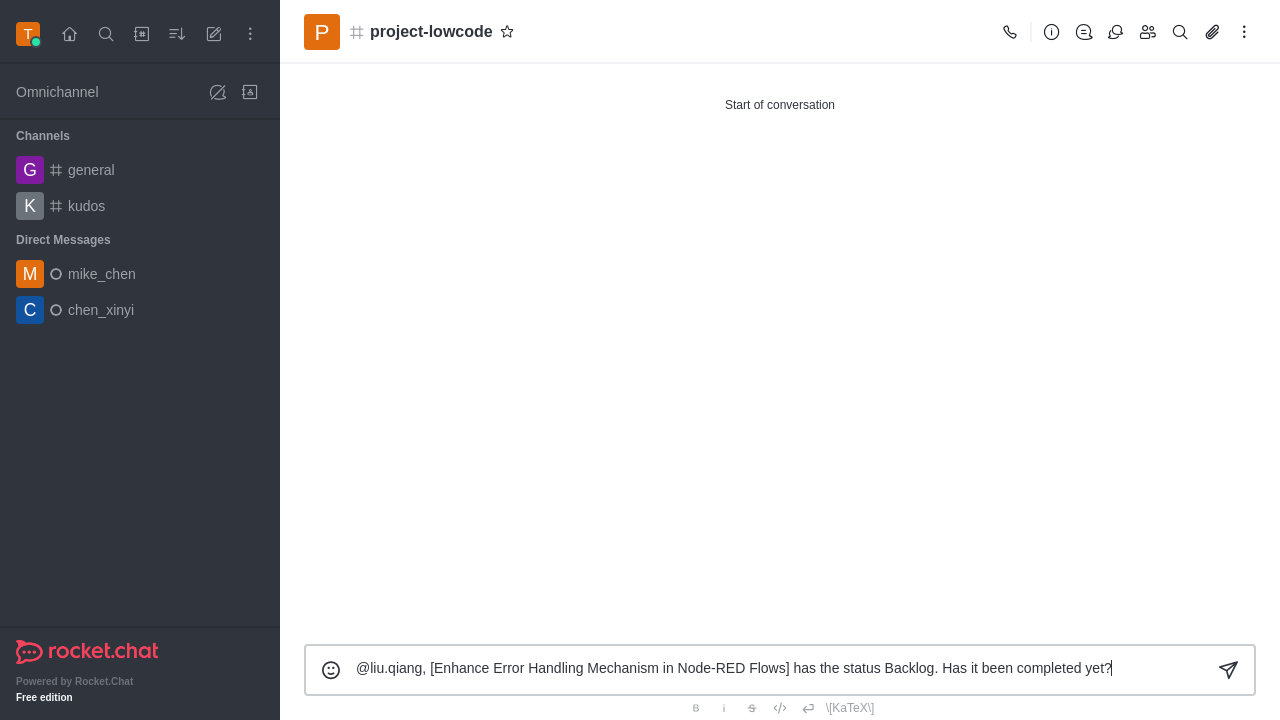 T
Omnichannel
Channels
G general
K kudos
Direct Messages
M mike_chen
C chen_xinyi
rocket.chat
Powered by Rocket.Chat
Free edition
P project-lowcode
Start of conversation
@liu.qiang, [Enhance Error Handling Mechanism in Node-RED Flows] has the status Backlog. Has it been completed yet?
B i S \[KaTeX\]